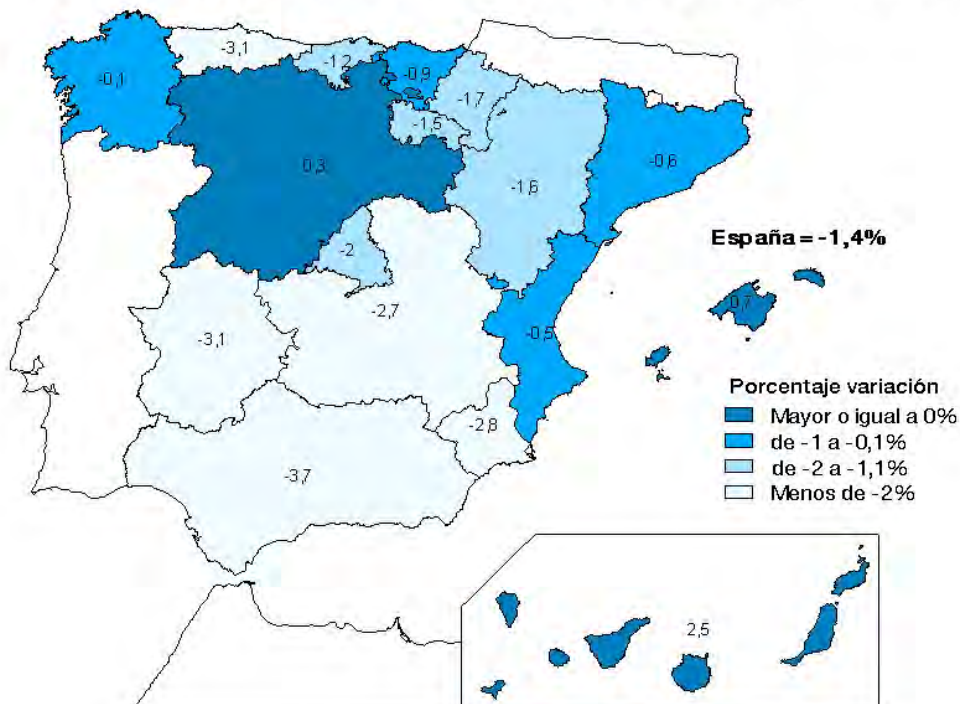 -3,1
-1,2
-0,1
-0,9
-1,7
-1,5
0,3
-1,6
-0,6
-2
España = -1,4%
-2,7
0,7
-0,5
-3,1
Porcentaje variación
Mayor o igual a 0%
de -1 a -0,1%
de -2 a -1,1%
Menos de -2%
-2,8
-3,7
2,5